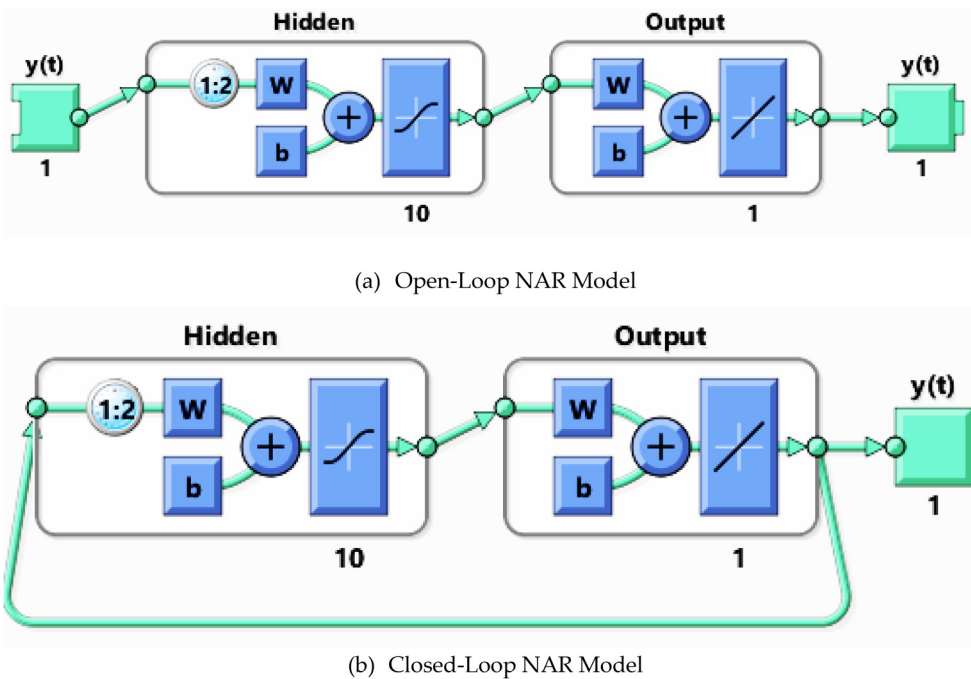 Hidden Output
y(t) y(t)
1:2 W W
+ +
b b
1 1
10 1
(a) Open-Loop NAR Model
Hidden Output
y(t)
1:2 W W
+ +
b b
1
10 1
(b) Closed-Loop NAR Model